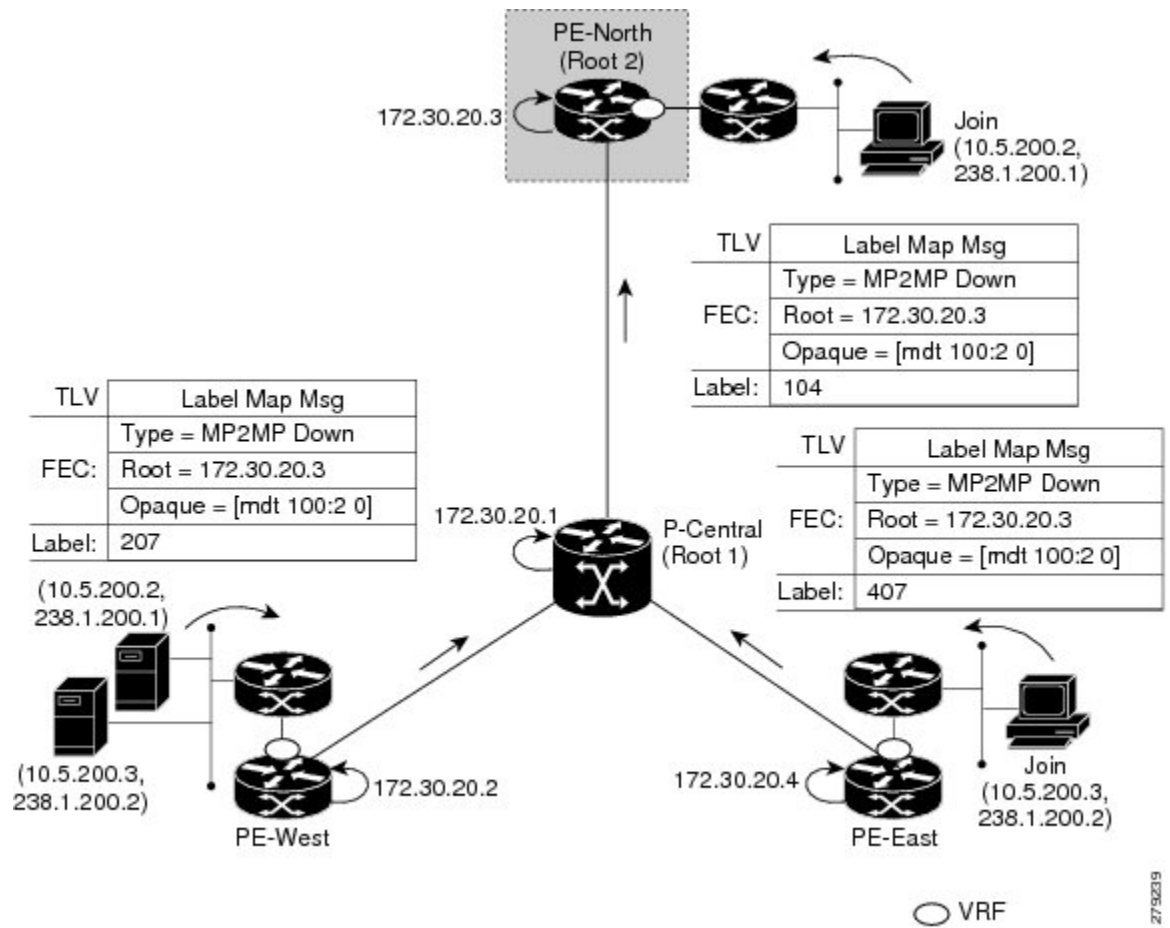 PE-North
(Root 2)
172.30.20.3
Join
(10.5.200.2,
238.1.200.1)
TLV
Label Map Msg
FEC:
Type = MP2MP Down
Root = 172.30.20.3
Opaque = [mdt 100:2 0]
Label:
104
TLV
Label Map Msg
FEC:
Type = MP2MP Down
Root = 172.30.20.3
Opaque = [mdt 100:2 0]
Label:
207
TLV
Label Map Msg
FEC:
Type = MP2MP Down
Root = 172.30.20.3
Opaque = [mdt 100:2 0]
Label:
407
172.30.20.1
P-Central
(Root 1)
(10.5.200.2,
238.1.200.1)
(10.5.200.3,
238.1.200.2)
172.30.20.2
PE-West
172.30.20.4
PE-East
Join
(10.5.200.3,
238.1.200.2)
VRF
279239